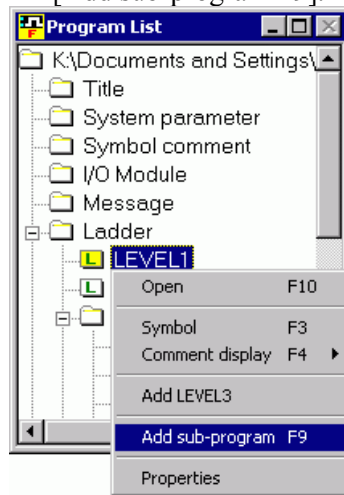 Program List
K:\Documents and Settings\
Title
System parameter
Symbol comment
I/O Module
Message
Ladder
L LEVEL1
L
Open F10
Symbol F3
Comment display F4
Add LEVEL3
Add sub-program F9
Properties